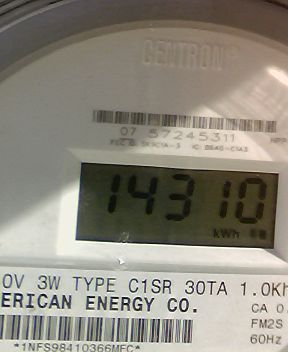 CENTRON®
07 57245311
14310
kWh
0V 3W TYPE C1SR 30TA 1.0Kh
ERICAN ENERGY CO.
CA 0.
FM2S
60Hz
*1NFS98410366MFC*